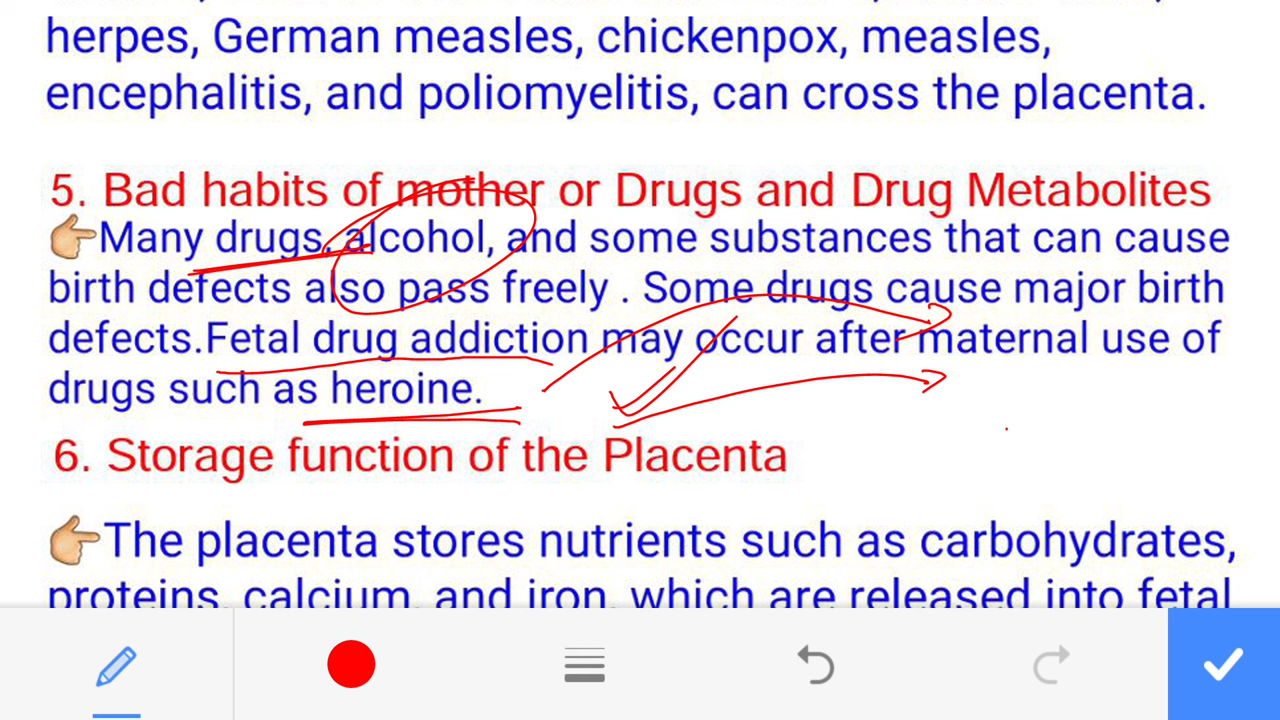 herpes, German measles, chickenpox, measles,
encephalitis, and poliomyelitis, can cross the placenta.
5. Bad habits of mother or Drugs and Drug Metabolites
Many drugs, alcohol, and some substances that can cause
birth defects also pass freely . Some drugs cause major birth
defects.Fetal drug addiction may occur after maternal use of
drugs such as heroine.
6. Storage function of the Placenta
The placenta stores nutrients such as carbohydrates,
proteins, calcium, and iron, which are released into fetal